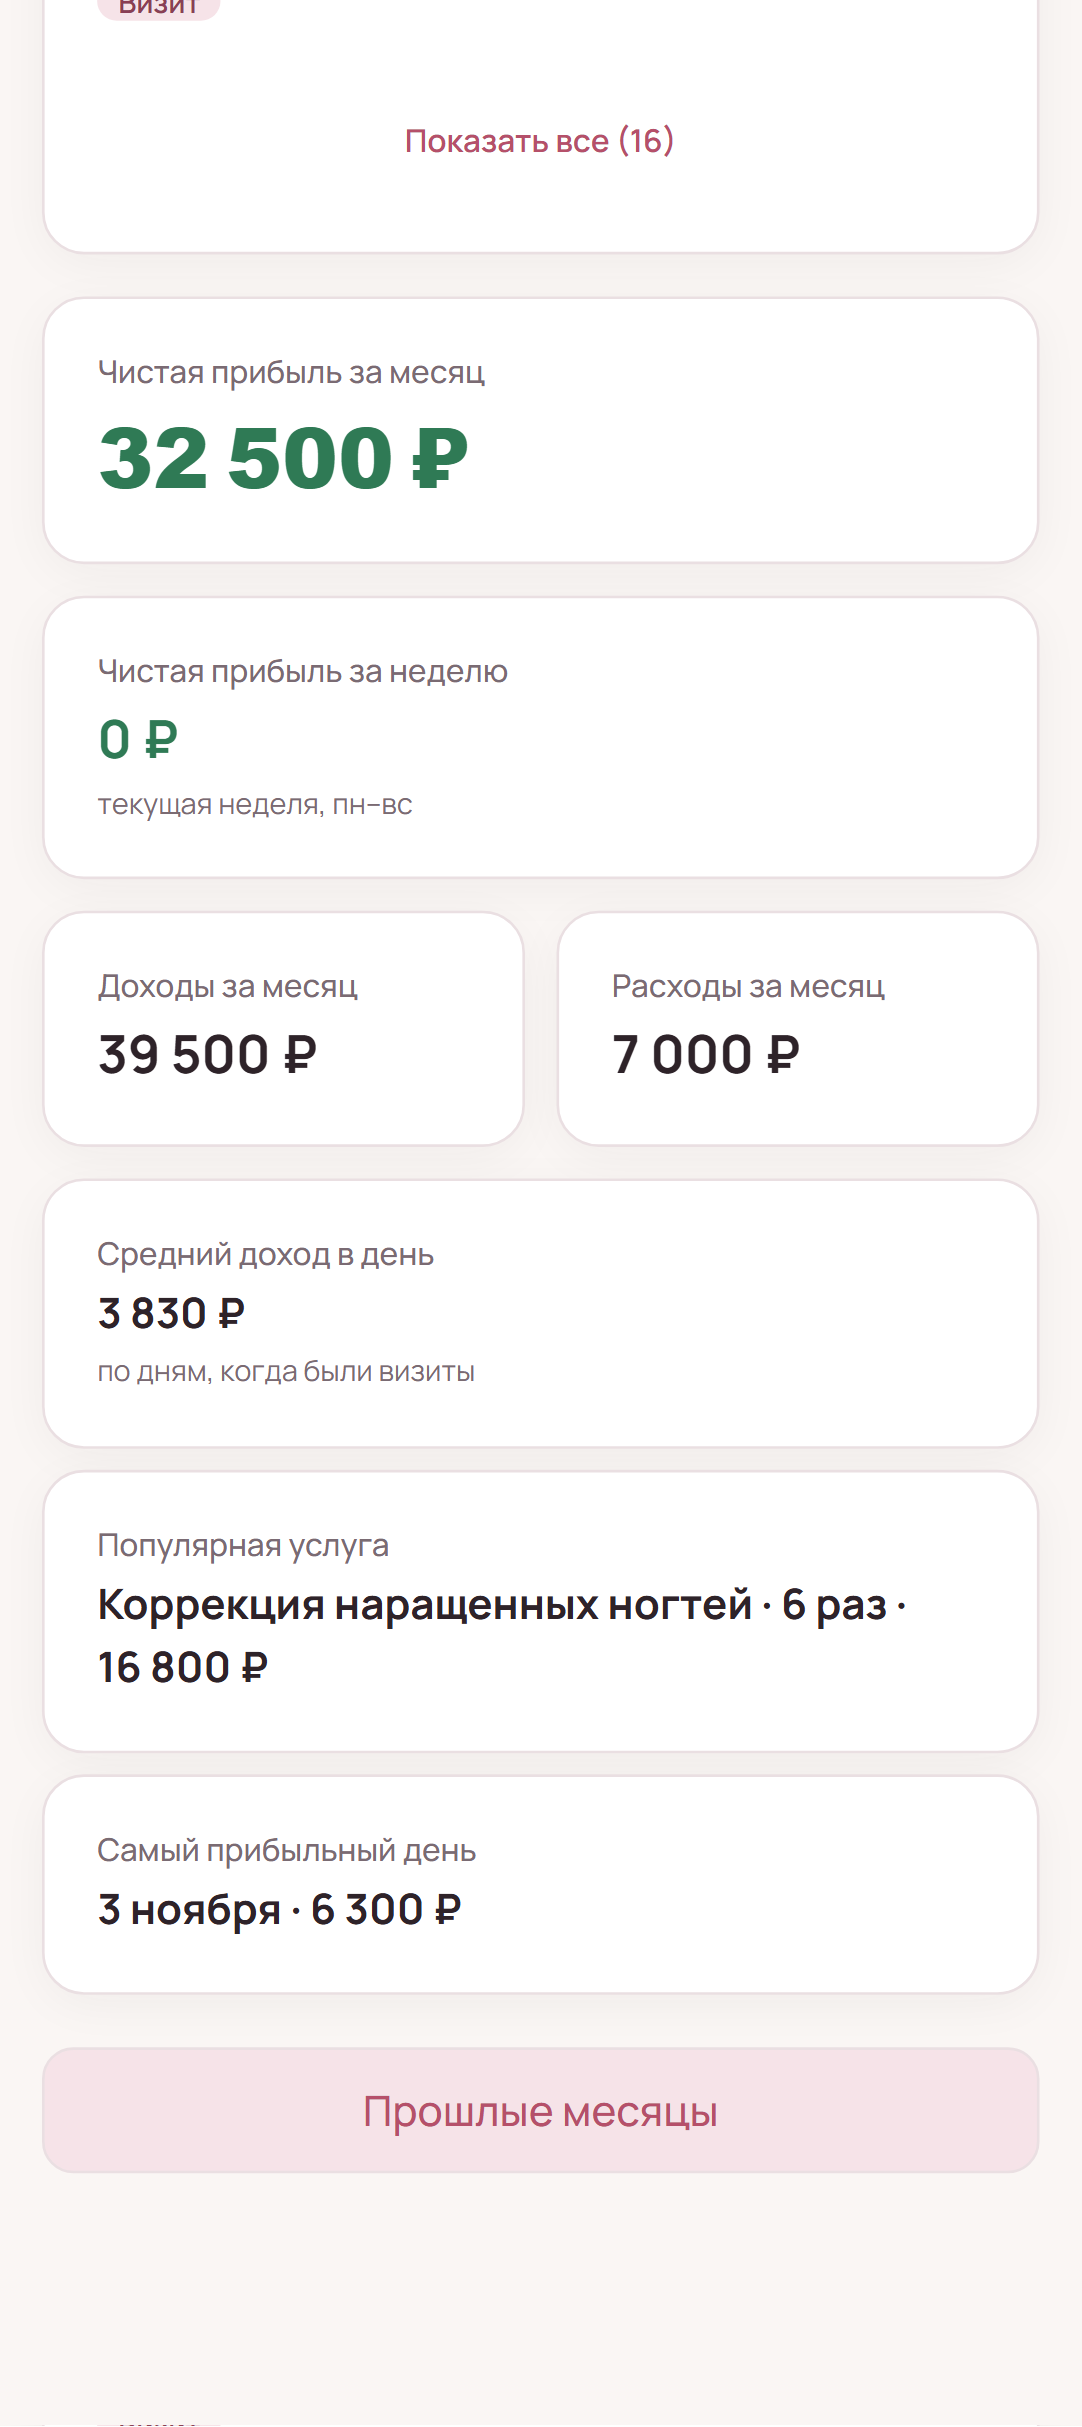 Визит
Показать все (16)
Чистая прибыль за месяц
32 500 ₽
Чистая прибыль за неделю
0 ₽
текущая неделя, пн–вс
Доходы за месяц
39 500 ₽
Расходы за месяц
7 000 ₽
Средний доход в день
3 830 ₽
по дням, когда были визиты
Популярная услуга
Коррекция наращенных ногтей · 6 раз ·
16 800 ₽
Самый прибыльный день
3 ноября · 6 300 ₽
Прошлые месяцы